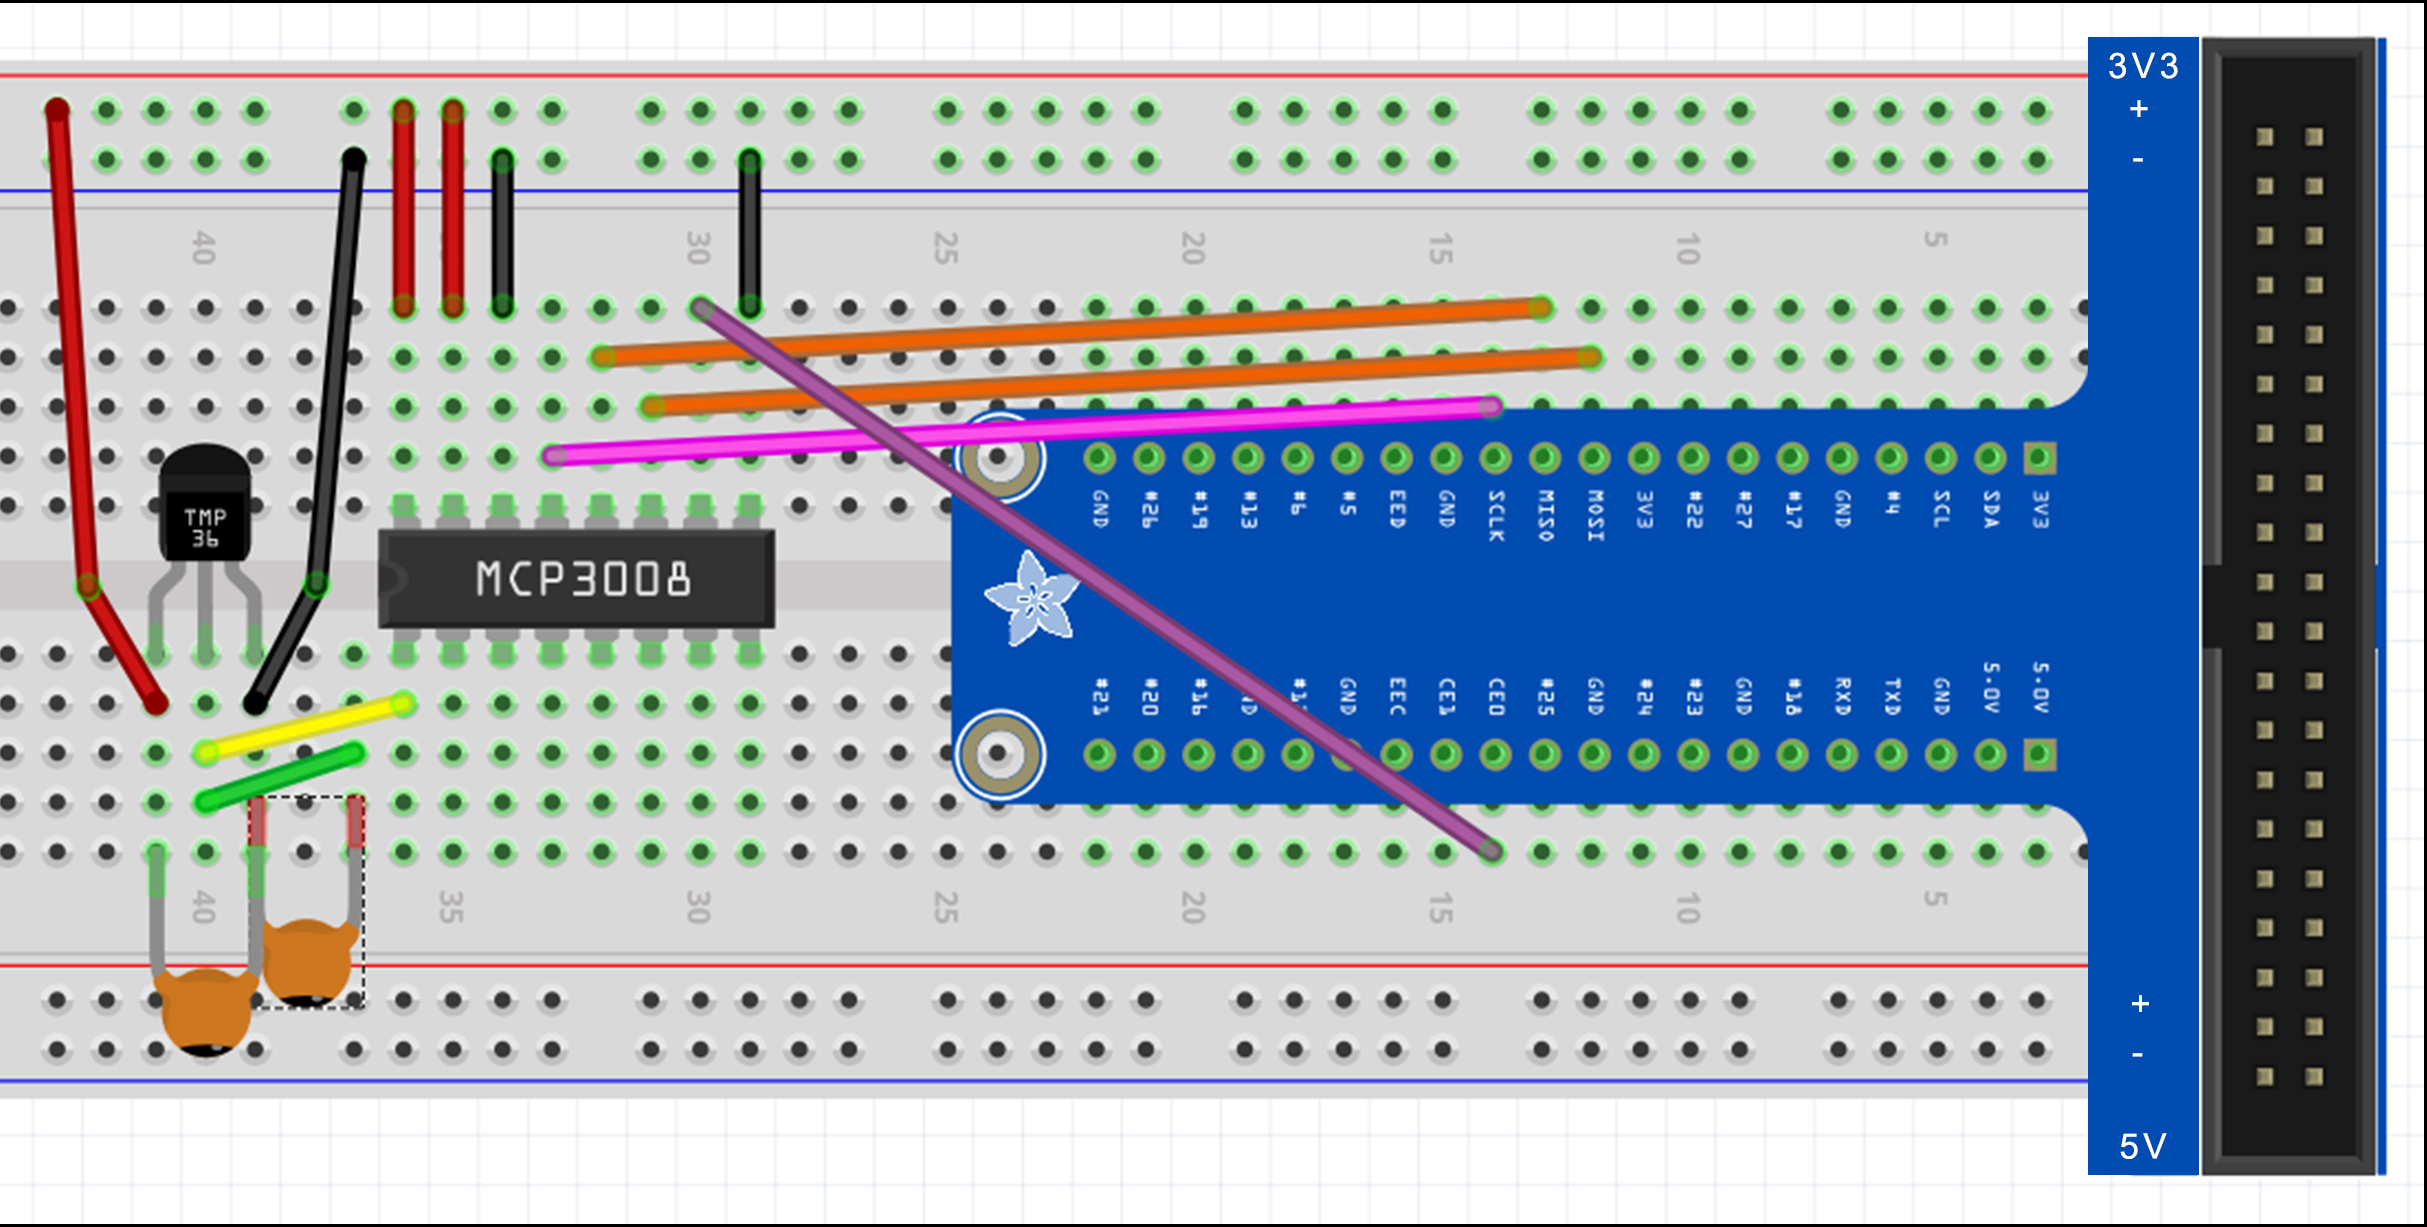 3V3
+
-
40
30
25
20
15
10
5
TMP
36
MCP3008
GND
#26
#19
#13
#6
#5
EED
GND
SCLK
MISO
MOSI
3V3
#22
#27
#17
GND
#4
SCL
SDA
3V3
#21
#20
#16
GND
EEC
CE1
CE0
#25
GND
#24
#23
GND
#18
RXD
TXD
GND
5.0V
5.0V
40
35
30
25
20
15
10
5
+
-
5V